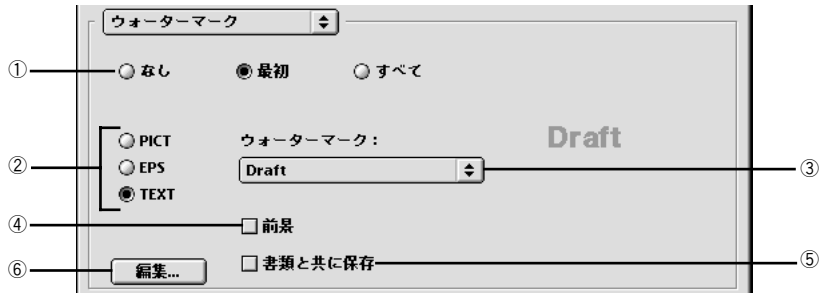 ウォーターマーク
① なし 最初 すべて
Draft
② PICT ウォーターマーク：
EPS Draft ③
TEXT
④ 前景
⑥ 編集... 書類と共に保存 ⑤